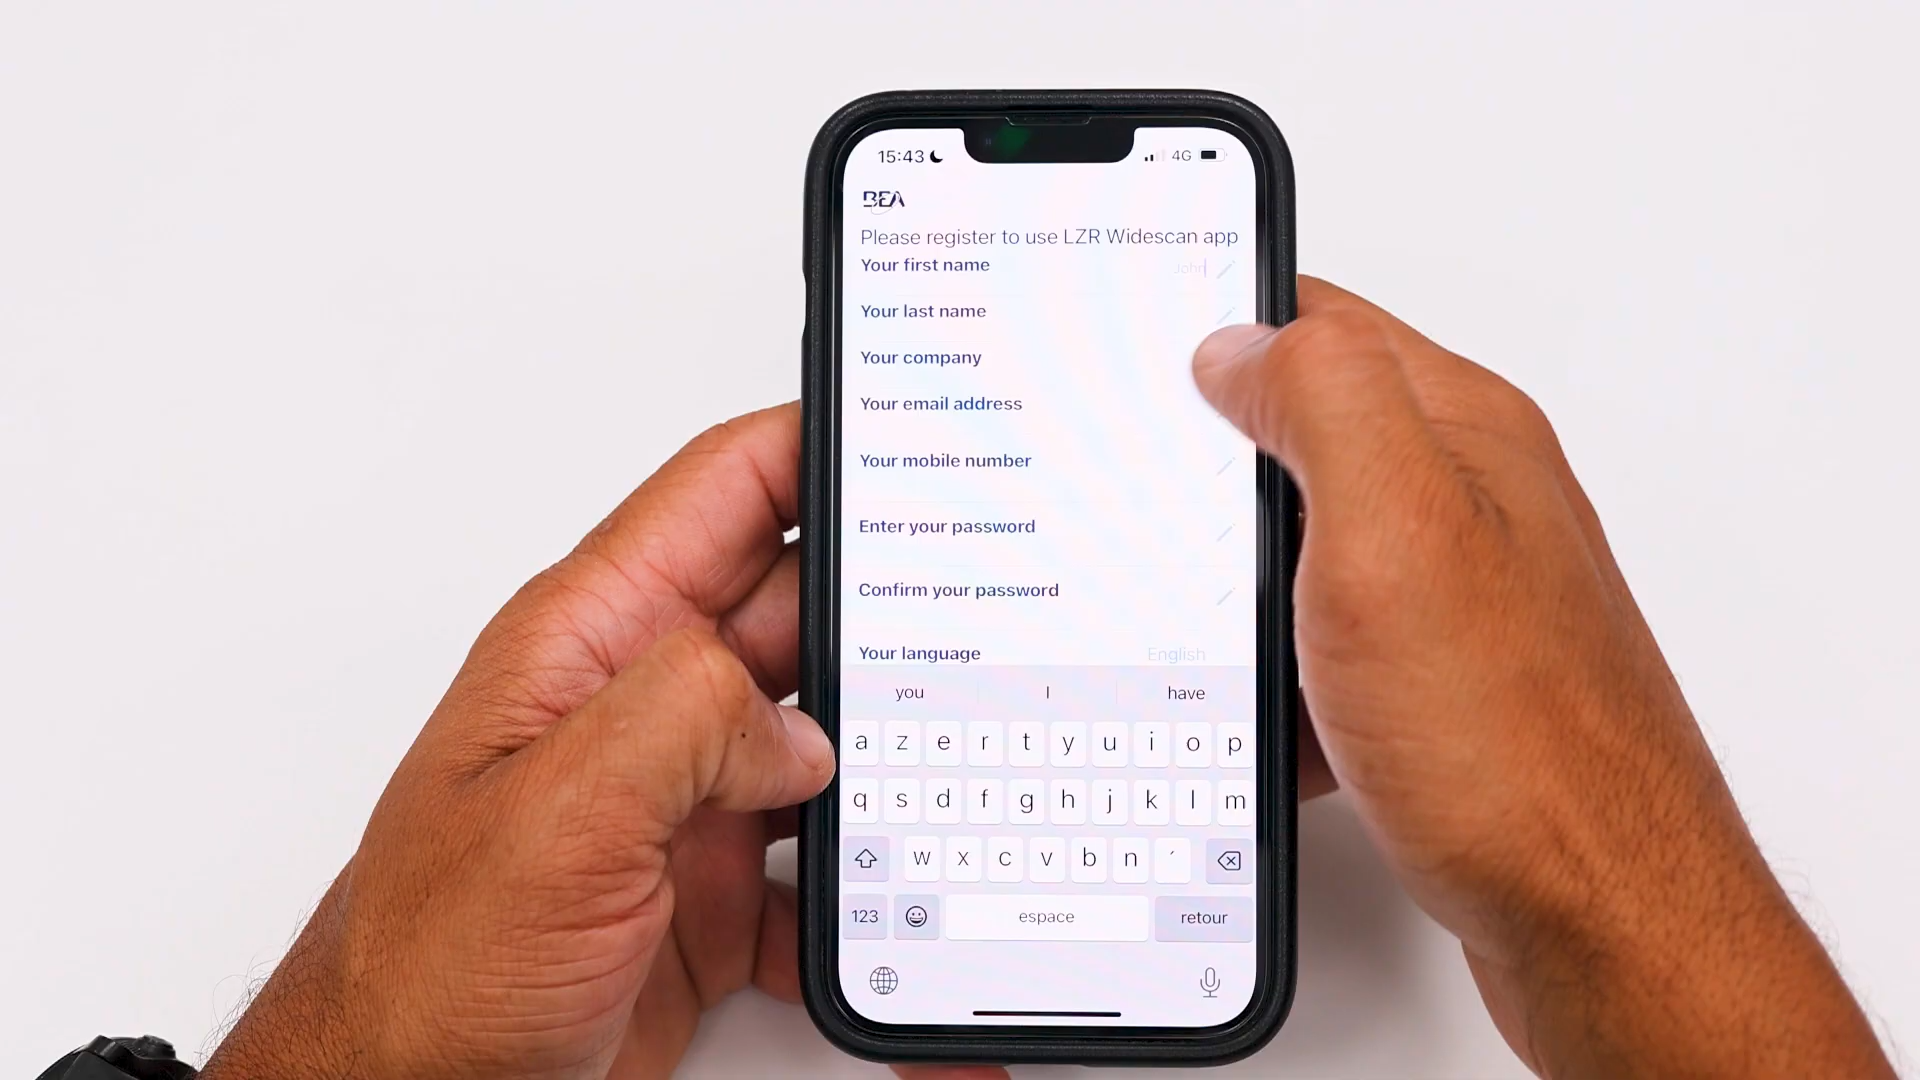 15:43 4G
BEA
Please register to use LZR Widescan app
Your first name John
Your last name
Your company
Your email address
Your mobile number
Enter your password
Confirm your password
Your language English
you I have
a z e r t y u i o p
q s d f g h j k l m
w x c v b n ´
123 espace retour